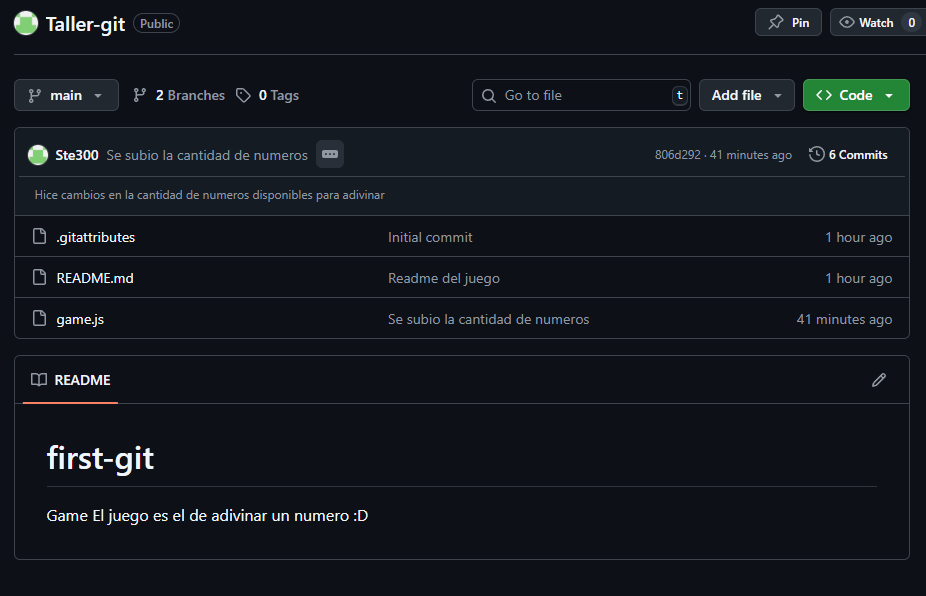 Taller-git Public Pin Watch 0
main 2 Branches 0 Tags Go to file t Add file Code
Ste300 Se subio la cantidad de numeros 806d292 · 41 minutes ago 6 Commits
Hice cambios en la cantidad de numeros disponibles para adivinar
.gitattributes Initial commit 1 hour ago
README.md Readme del juego 1 hour ago
game.js Se subio la cantidad de numeros 41 minutes ago
README
first-git
Game El juego es el de adivinar un numero :D